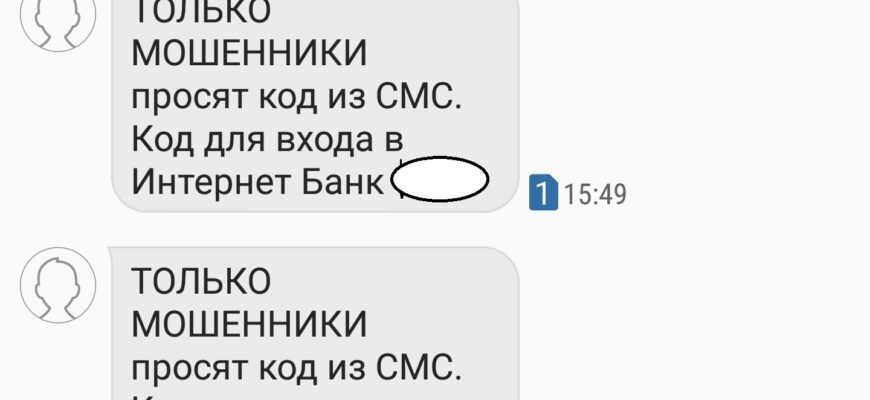 ТОЛЬКО
МОШЕННИКИ
просят код из СМС.
Код для входа в
Интернет Банк
1 15:49
ТОЛЬКО
МОШЕННИКИ
просят код из СМС.